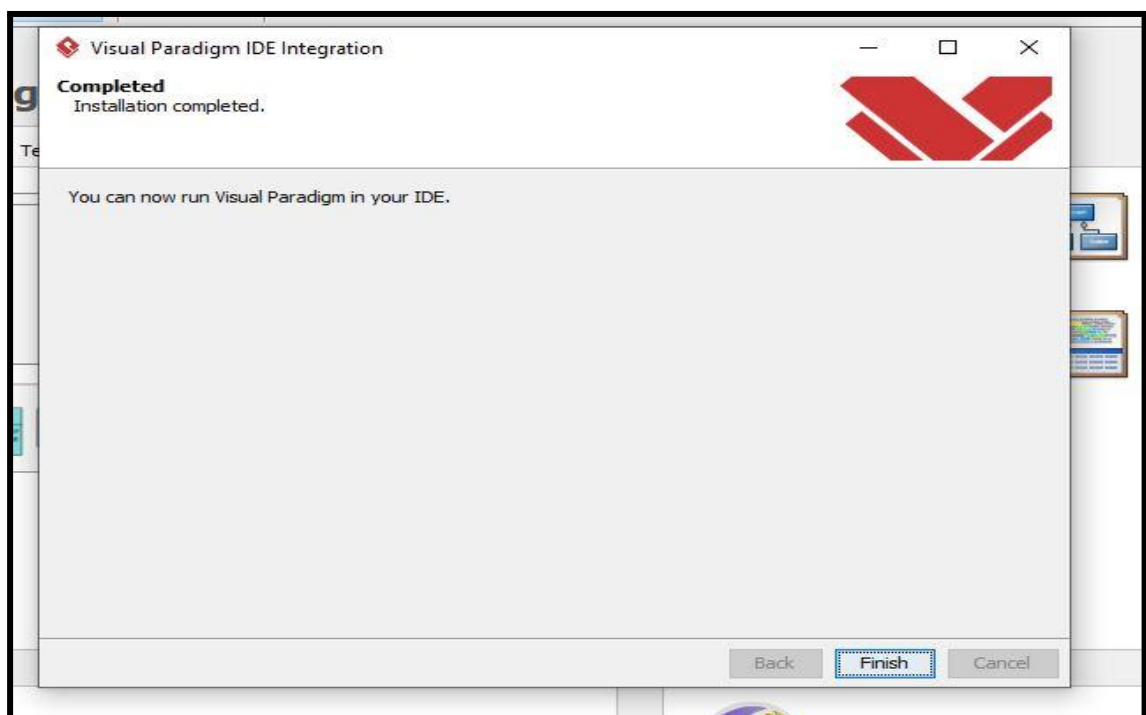 Visual Paradigm IDE Integration
Completed
Installation completed.
g
Te
You can now run Visual Paradigm in your IDE.
Back Finish Cancel